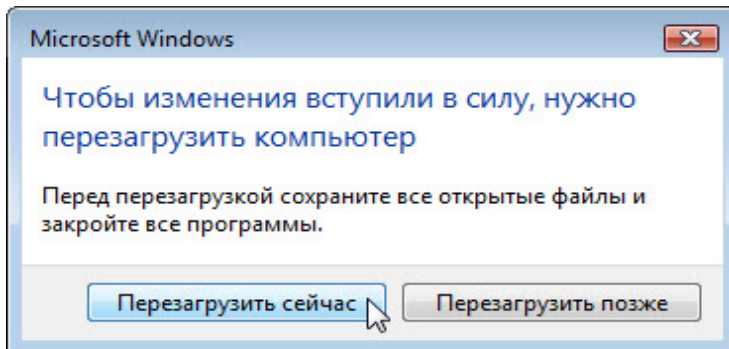 Microsoft Windows
Чтобы изменения вступили в силу, нужно
перезагрузить компьютер
Перед перезагрузкой сохраните все открытые файлы и
закройте все программы.
Перезагрузить сейчас Перезагрузить позже